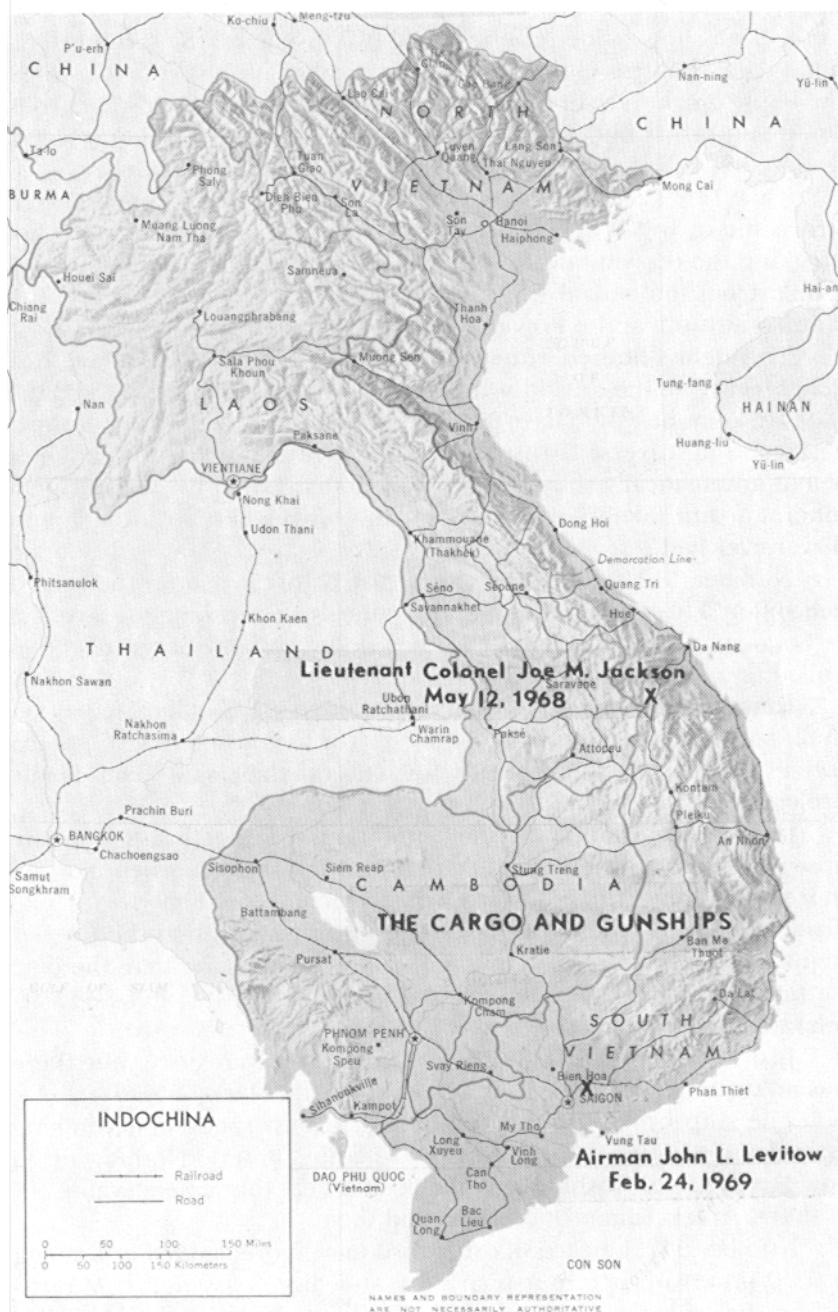 Ko-chiu
Meng-tzu
P'u-erh
CHINA
Nan-ning
Yü-lin
Lao Cai
Cao Bang
NORTH
CHINA
Ta-lo
Phong
Saly
Tuan
Giao
Tuyen
Quang
Lang Son
Thai Nguyen
BURMA
Dien Bien
Phu
Son
La
VIETNAM
Mong Cai
Muang Luong
Nam Tha
Son
Tay
Hanoi
Haiphong
Houei Sai
Samneua
Hai-an
Chiang
Rai
Louangphrabang
Thanh
Hoa
Sala Phou
Khoun
Muong Sen
Nan
LAOS
Tung-fang
HAINAN
Vinh
Huang-liu
Yü-lin
Paksane
VIENTIANE
Nong Khai
Udon Thani
Khammouane
(Thakhek)
Dong Hoi
Demarcation Line
Phitsanulok
Séno
Sépone
Quang Tri
Savannakhet
Hue
Khon Kaen
THAILAND
Da Nang
Lieutenant Colonel Joe M. Jackson
May 12, 1968
X
Saravane
Nakhon Sawan
Ubon
Ratchathani
Warin
Chamrap
Nakhon
Ratchasima
Paksé
Attopeu
Kontum
Prachin Buri
Pleiku
BANGKOK
Chachoengsao
An Nhon
Samut
Songkhram
Sisophon
Siem Reap
Stung Treng
CAMBODIA
Battambang
THE CARGO AND GUNSHIPS
Pursat
Kratie
Ban Me
Thuot
Kompong
Cham
Da Lat
SOUTH
VIETNAM
PHNOM PENH
Kompong
Speu
Svay Rieng
Bien Hoa
X
SAIGON
Phan Thiet
Sihanoukville
Kampot
My Tho
Vung Tau
Long
Xuyeu
Vinh
Long
Can
Tho
DAO PHU QUOC
(Vietnam)
Airman John L. Levitow
Feb. 24, 1969
Quan
Long
Bac
Lieu
CON SON
INDOCHINA
Railroad
Road
0 50 100 150 Miles
0 50 100 150 Kilometers
NAMES AND BOUNDARY REPRESENTATION
ARE NOT NECESSARILY AUTHORITATIVE